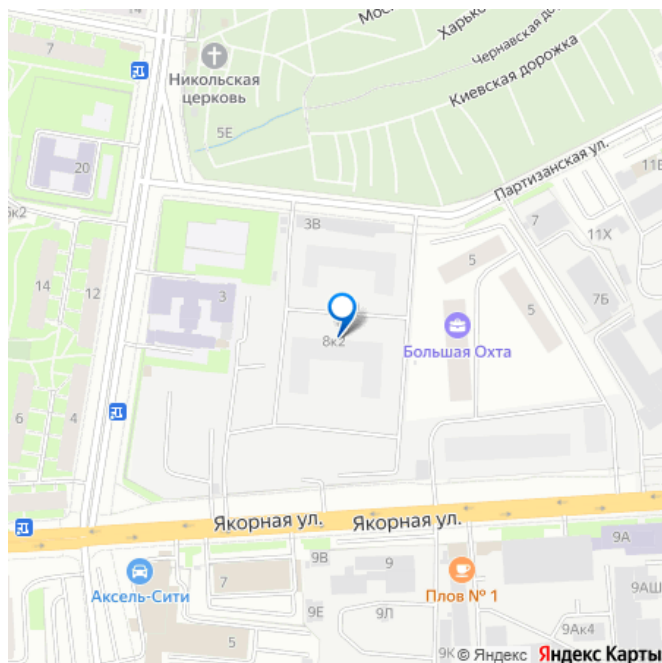 Мос
Харько
Чернавская до
Киевская дорожка
7
Никольская
церковь
5Е
20
Партизанская ул.
11Е
5к2
3В
7
11Х
14
12
3
5
5
7Б
8к2
Большая Охта
6
4
Якорная ул.
Якорная ул.
9А
9В
9
Аксель-Сити
7
Плов № 1
9АШ
9Е
9Л
5
9К
9Ак4
© Яндекс
Яндекс Карты